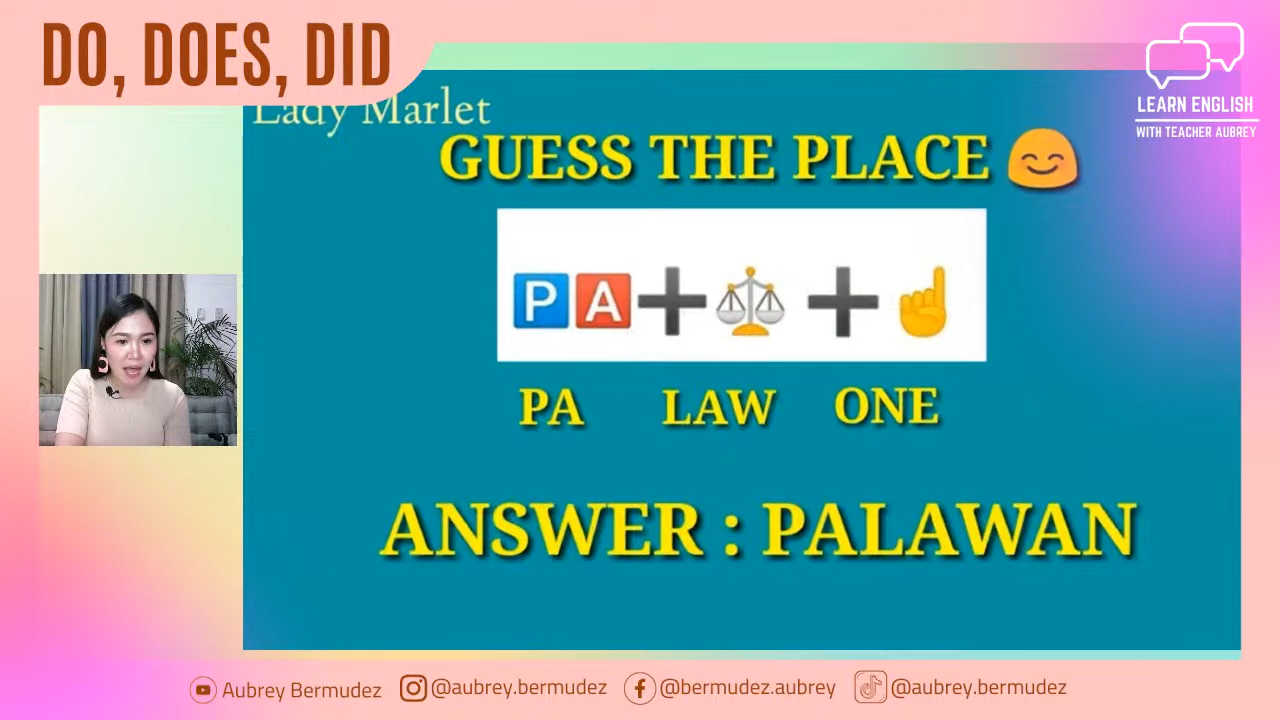 DO, DOES, DID
LEARN ENGLISH
WITH TEACHER AUBREY
Lady Marlet
GUESS THE PLACE
P A
PA LAW ONE
ANSWER : PALAWAN
Aubrey Bermudez @aubrey.bermudez @bermudez.aubrey @aubrey.bermudez